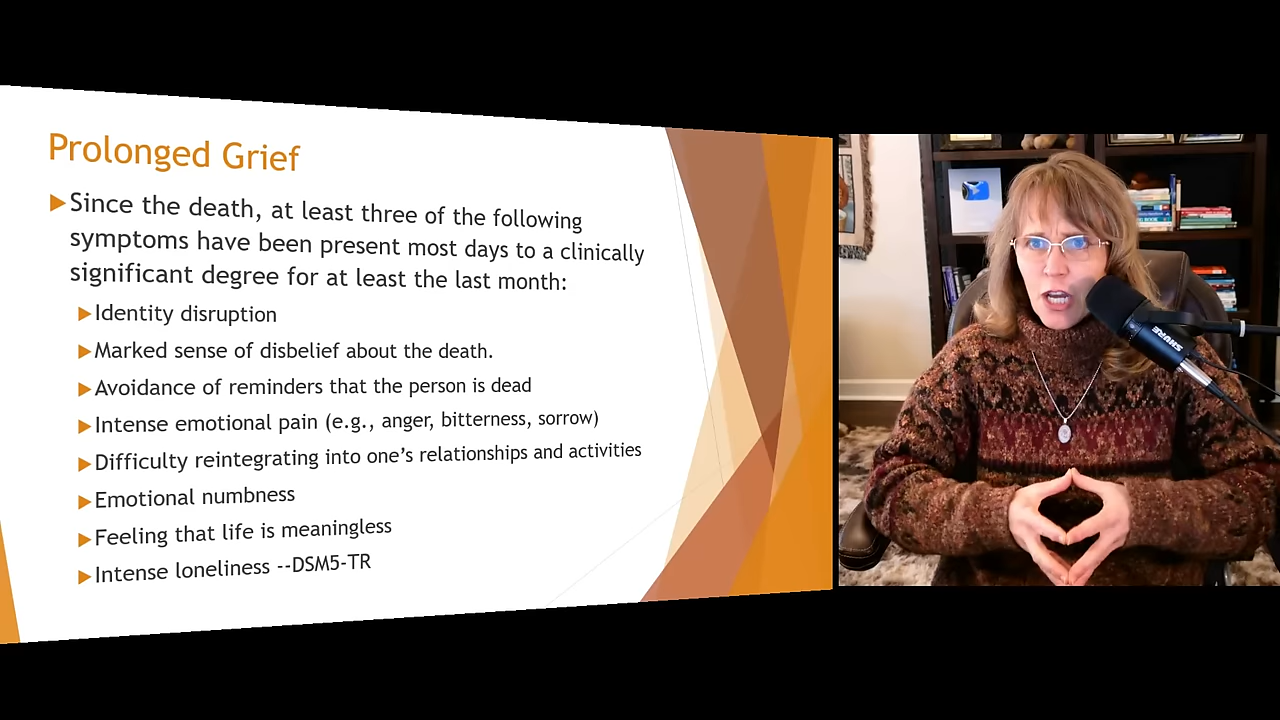 Prolonged Grief
Since the death, at least three of the following
symptoms have been present most days to a clinically
significant degree for at least the last month:
Identity disruption
Marked sense of disbelief about the death.
Avoidance of reminders that the person is dead
Intense emotional pain (e.g., anger, bitterness, sorrow)
Difficulty reintegrating into one’s relationships and activities
Emotional numbness
Feeling that life is meaningless
Intense loneliness --DSM5-TR
SHURE